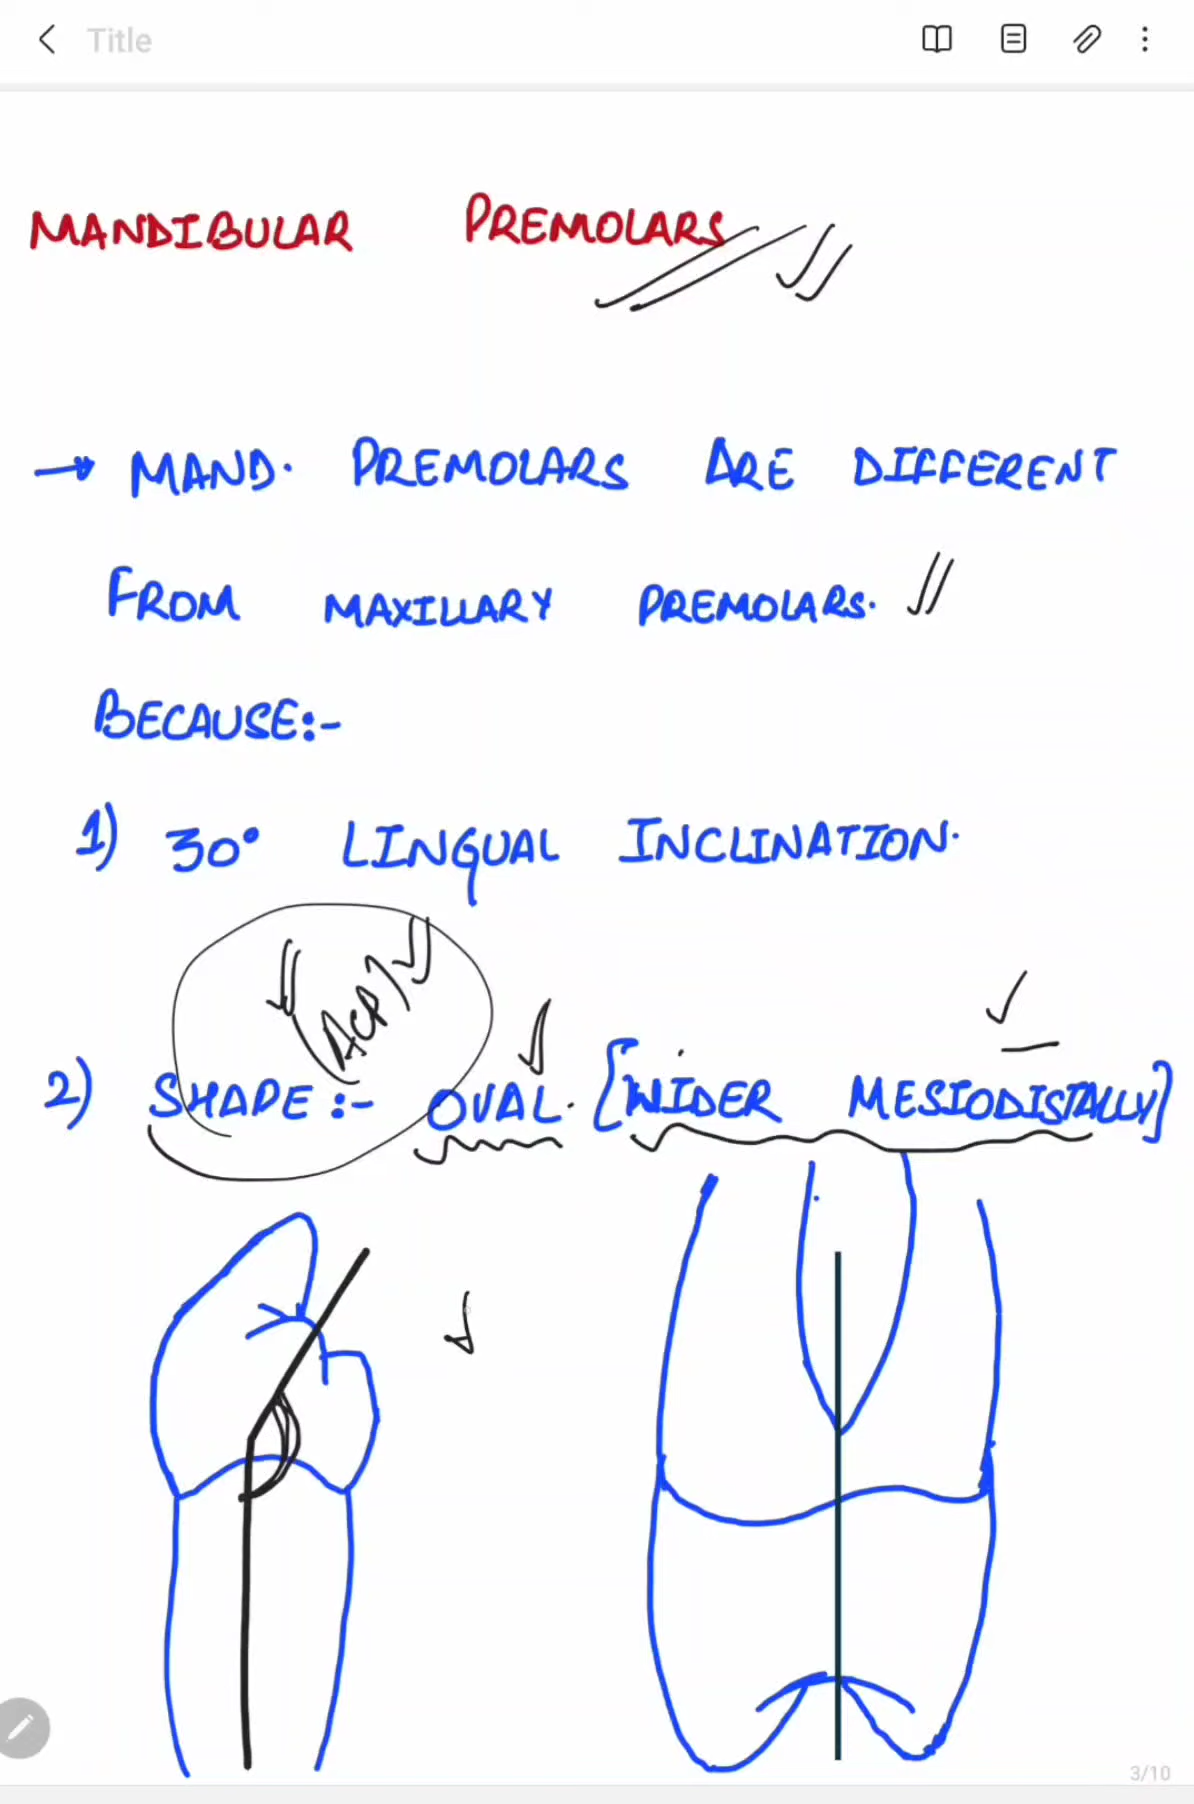 Title
MANDIBULAR PREMOLARS
→ MAND. PREMOLARS ARE DIFFERENT
FROM MAXILLARY PREMOLARS.
BECAUSE:-
1) 30° LINGUAL INCLINATION.
(ACP)
2) SHAPE:- OVAL. [WIDER MESIODISTALLY]
3/10